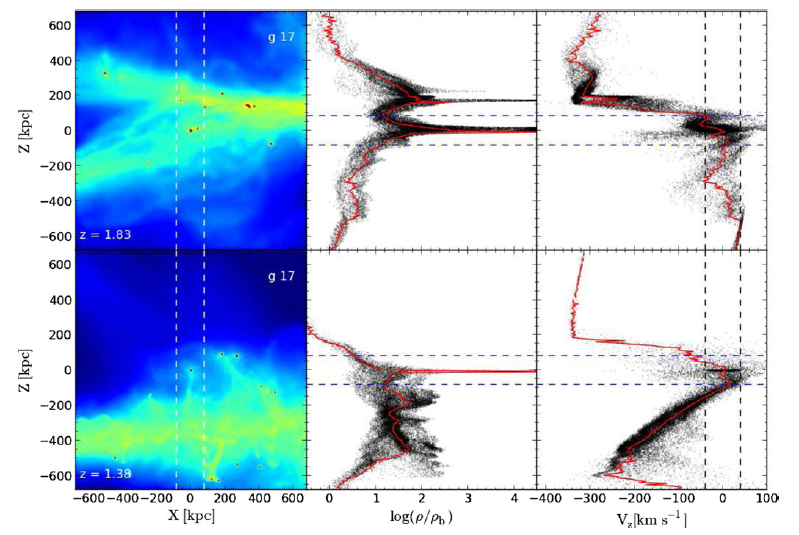 g 17
z = 1.83
Z [kpc]
600
400
200
0
−200
−400
−600
g 17
z = 1.38
Z [kpc]
600
400
200
0
−200
−400
−600
−600 −400 −200 0 200 400 600
X [kpc]
0 1 2 3 4
log(ρ/ρb)
−400 −300 −200 −100 0 100
Vz[km s⁻¹]